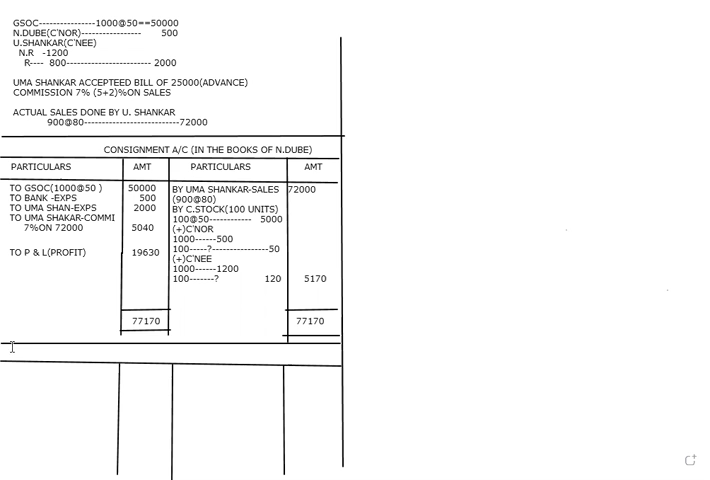 GSOC----------------1000@50==50000
N.DUBE(C'NOR)----------------- 500
U.SHANKAR(C'NEE)
N.R -1200
R---- 800------------------------ 2000
UMA SHANKAR ACCEPTEED BILL OF 25000(ADVANCE)
COMMISSION 7% (5+2)%ON SALES
ACTUAL SALES DONE BY U. SHANKAR
900@80---------------------------72000
CONSIGNMENT A/C (IN THE BOOKS OF N.DUBE)
PARTICULARS AMT PARTICULARS AMT
TO GSOC(1000@50 ) 50000 BY UMA SHANKAR-SALES 72000
TO BANK -EXPS 500 (900@80)
TO UMA SHAN-EXPS 2000 BY C.STOCK(100 UNITS)
TO UMA SHAKAR-COMMI 100@50------------ 5000
7%ON 72000 5040 (+)C'NOR
1000------500
TO P & L(PROFIT) 19630 100-----?-----------------50
(+)C'NEE
1000------1200
100-------? 120 5170
77170 77170